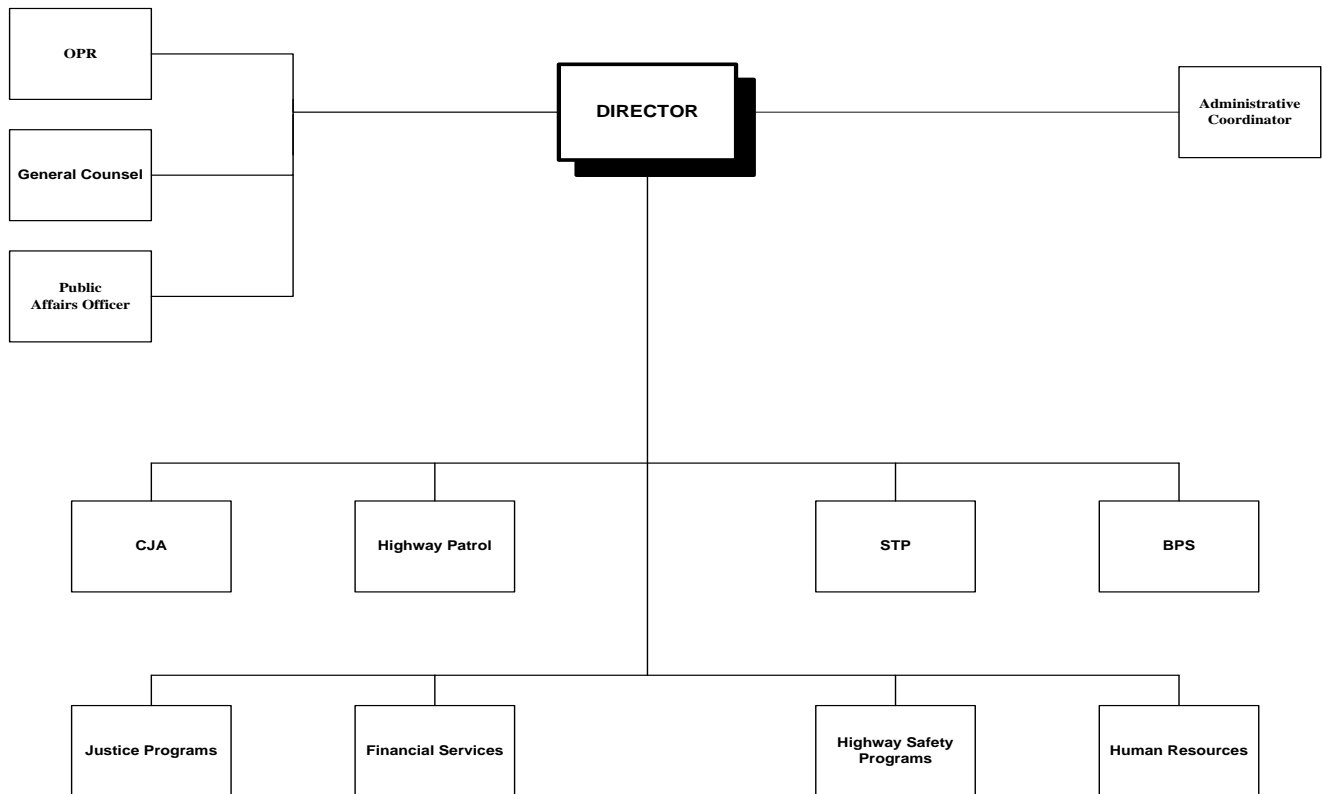 OPR
DIRECTOR
Administrative
Coordinator
General Counsel
Public
Affairs Officer
CJA
Highway Patrol
STP
BPS
Justice Programs
Financial Services
Highway Safety
Programs
Human Resources